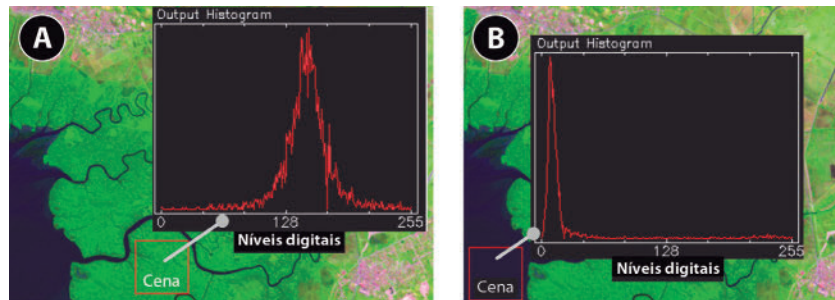 A
Output Histogram
0
128
255
Níveis digitais
Cena
B
Output Histogram
0
128
255
Níveis digitais
Cena